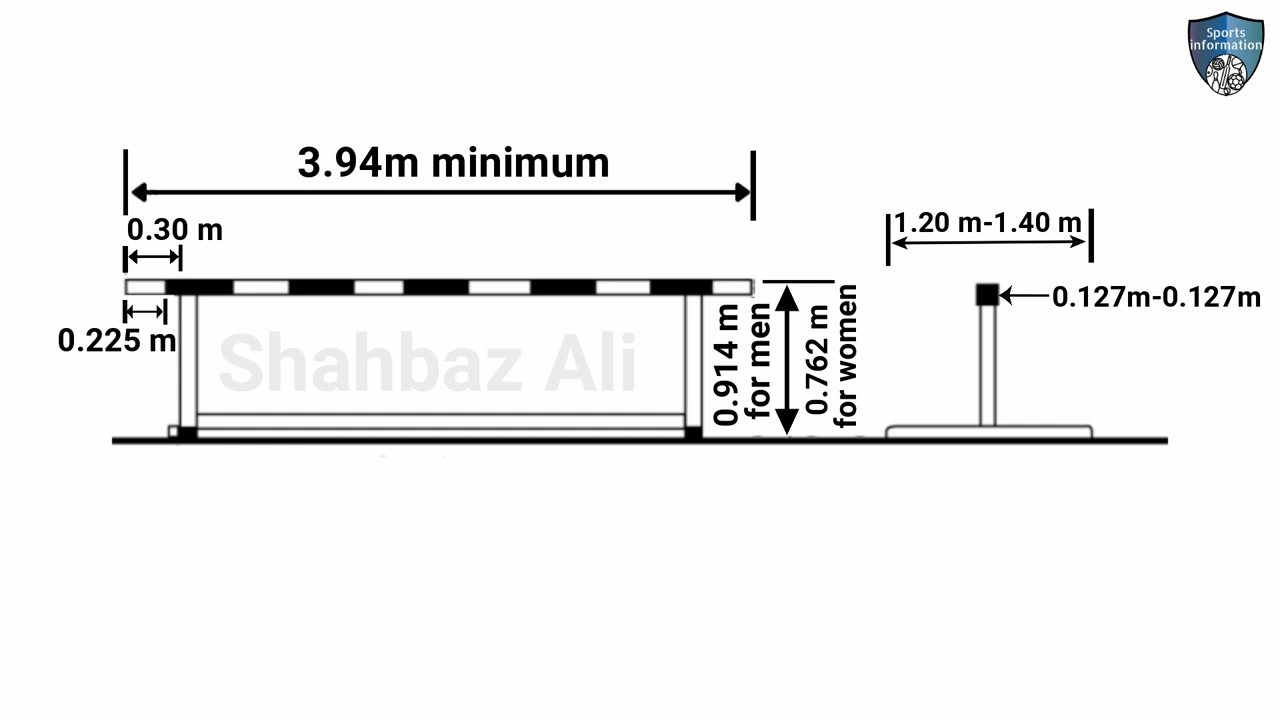 Sports
information
3.94m minimum
0.30 m
1.20 m-1.40 m
0.127m-0.127m
0.225 m
Shahbaz Ali
0.914 m
for men
0.762 m
for women